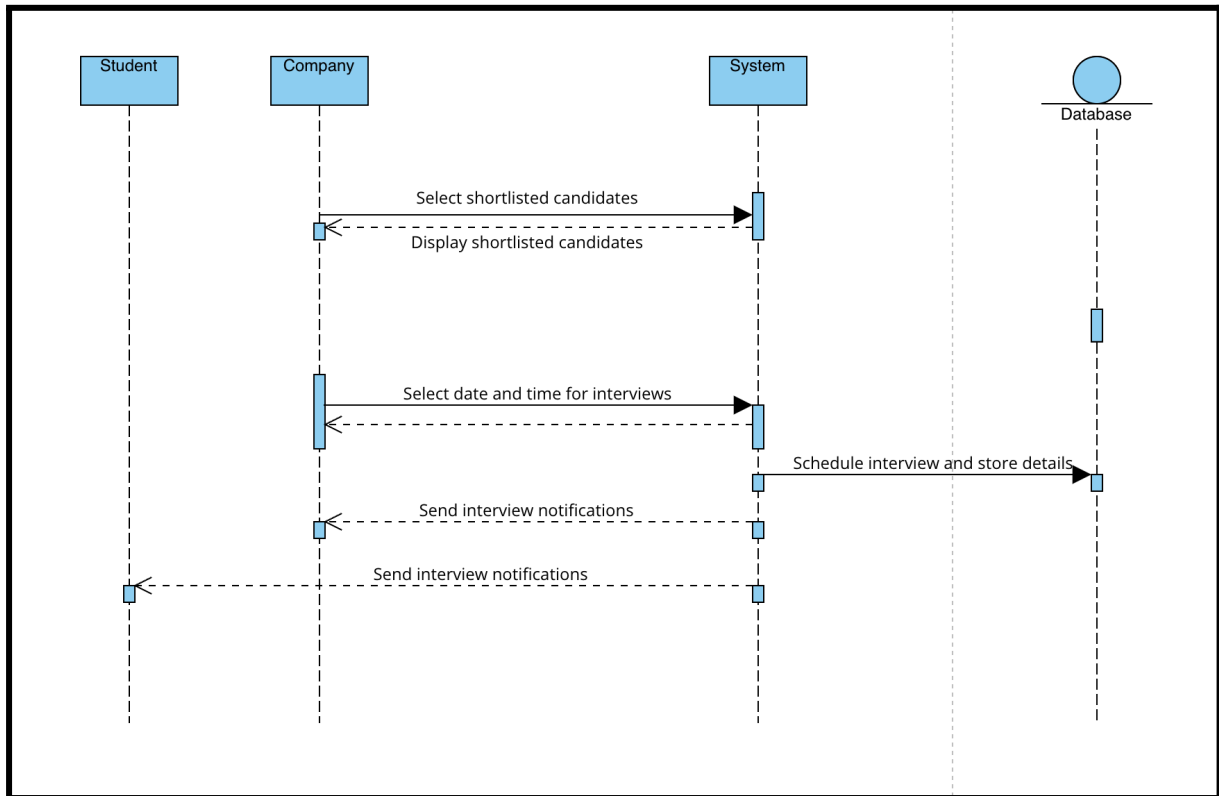 Student
Company
System
Database
Select shortlisted candidates
Display shortlisted candidates
Select date and time for interviews
Schedule interview and store details
Send interview notifications
Send interview notifications